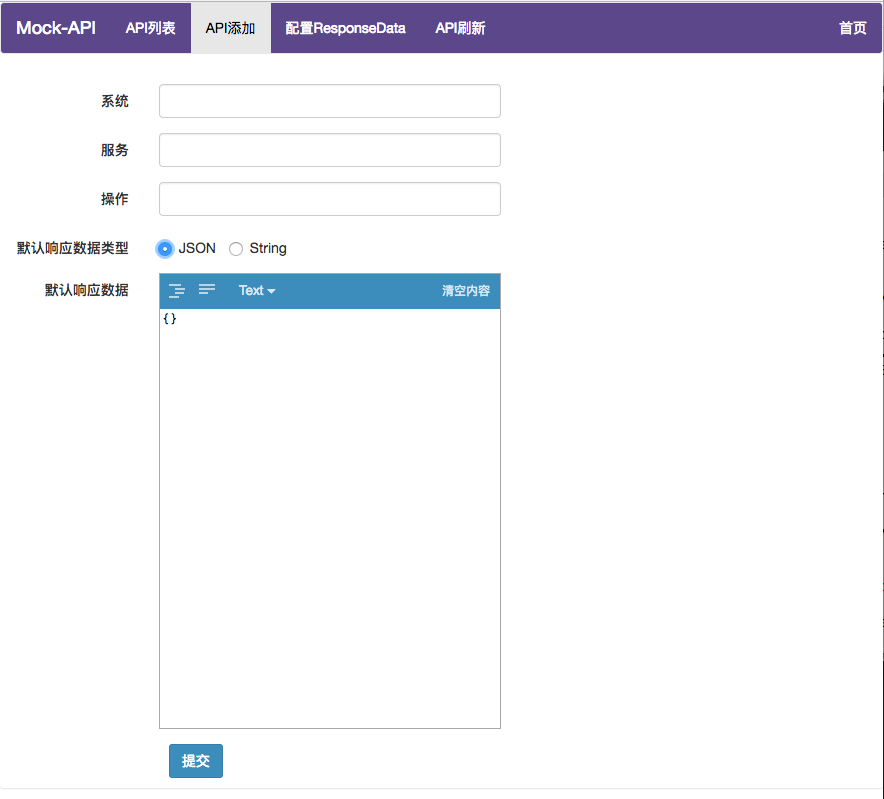 Mock-API API列表 API添加 配置ResponseData API刷新 首页
系统
服务
操作
默认响应数据类型 JSON String
默认响应数据 Text 清空内容
{}
提交